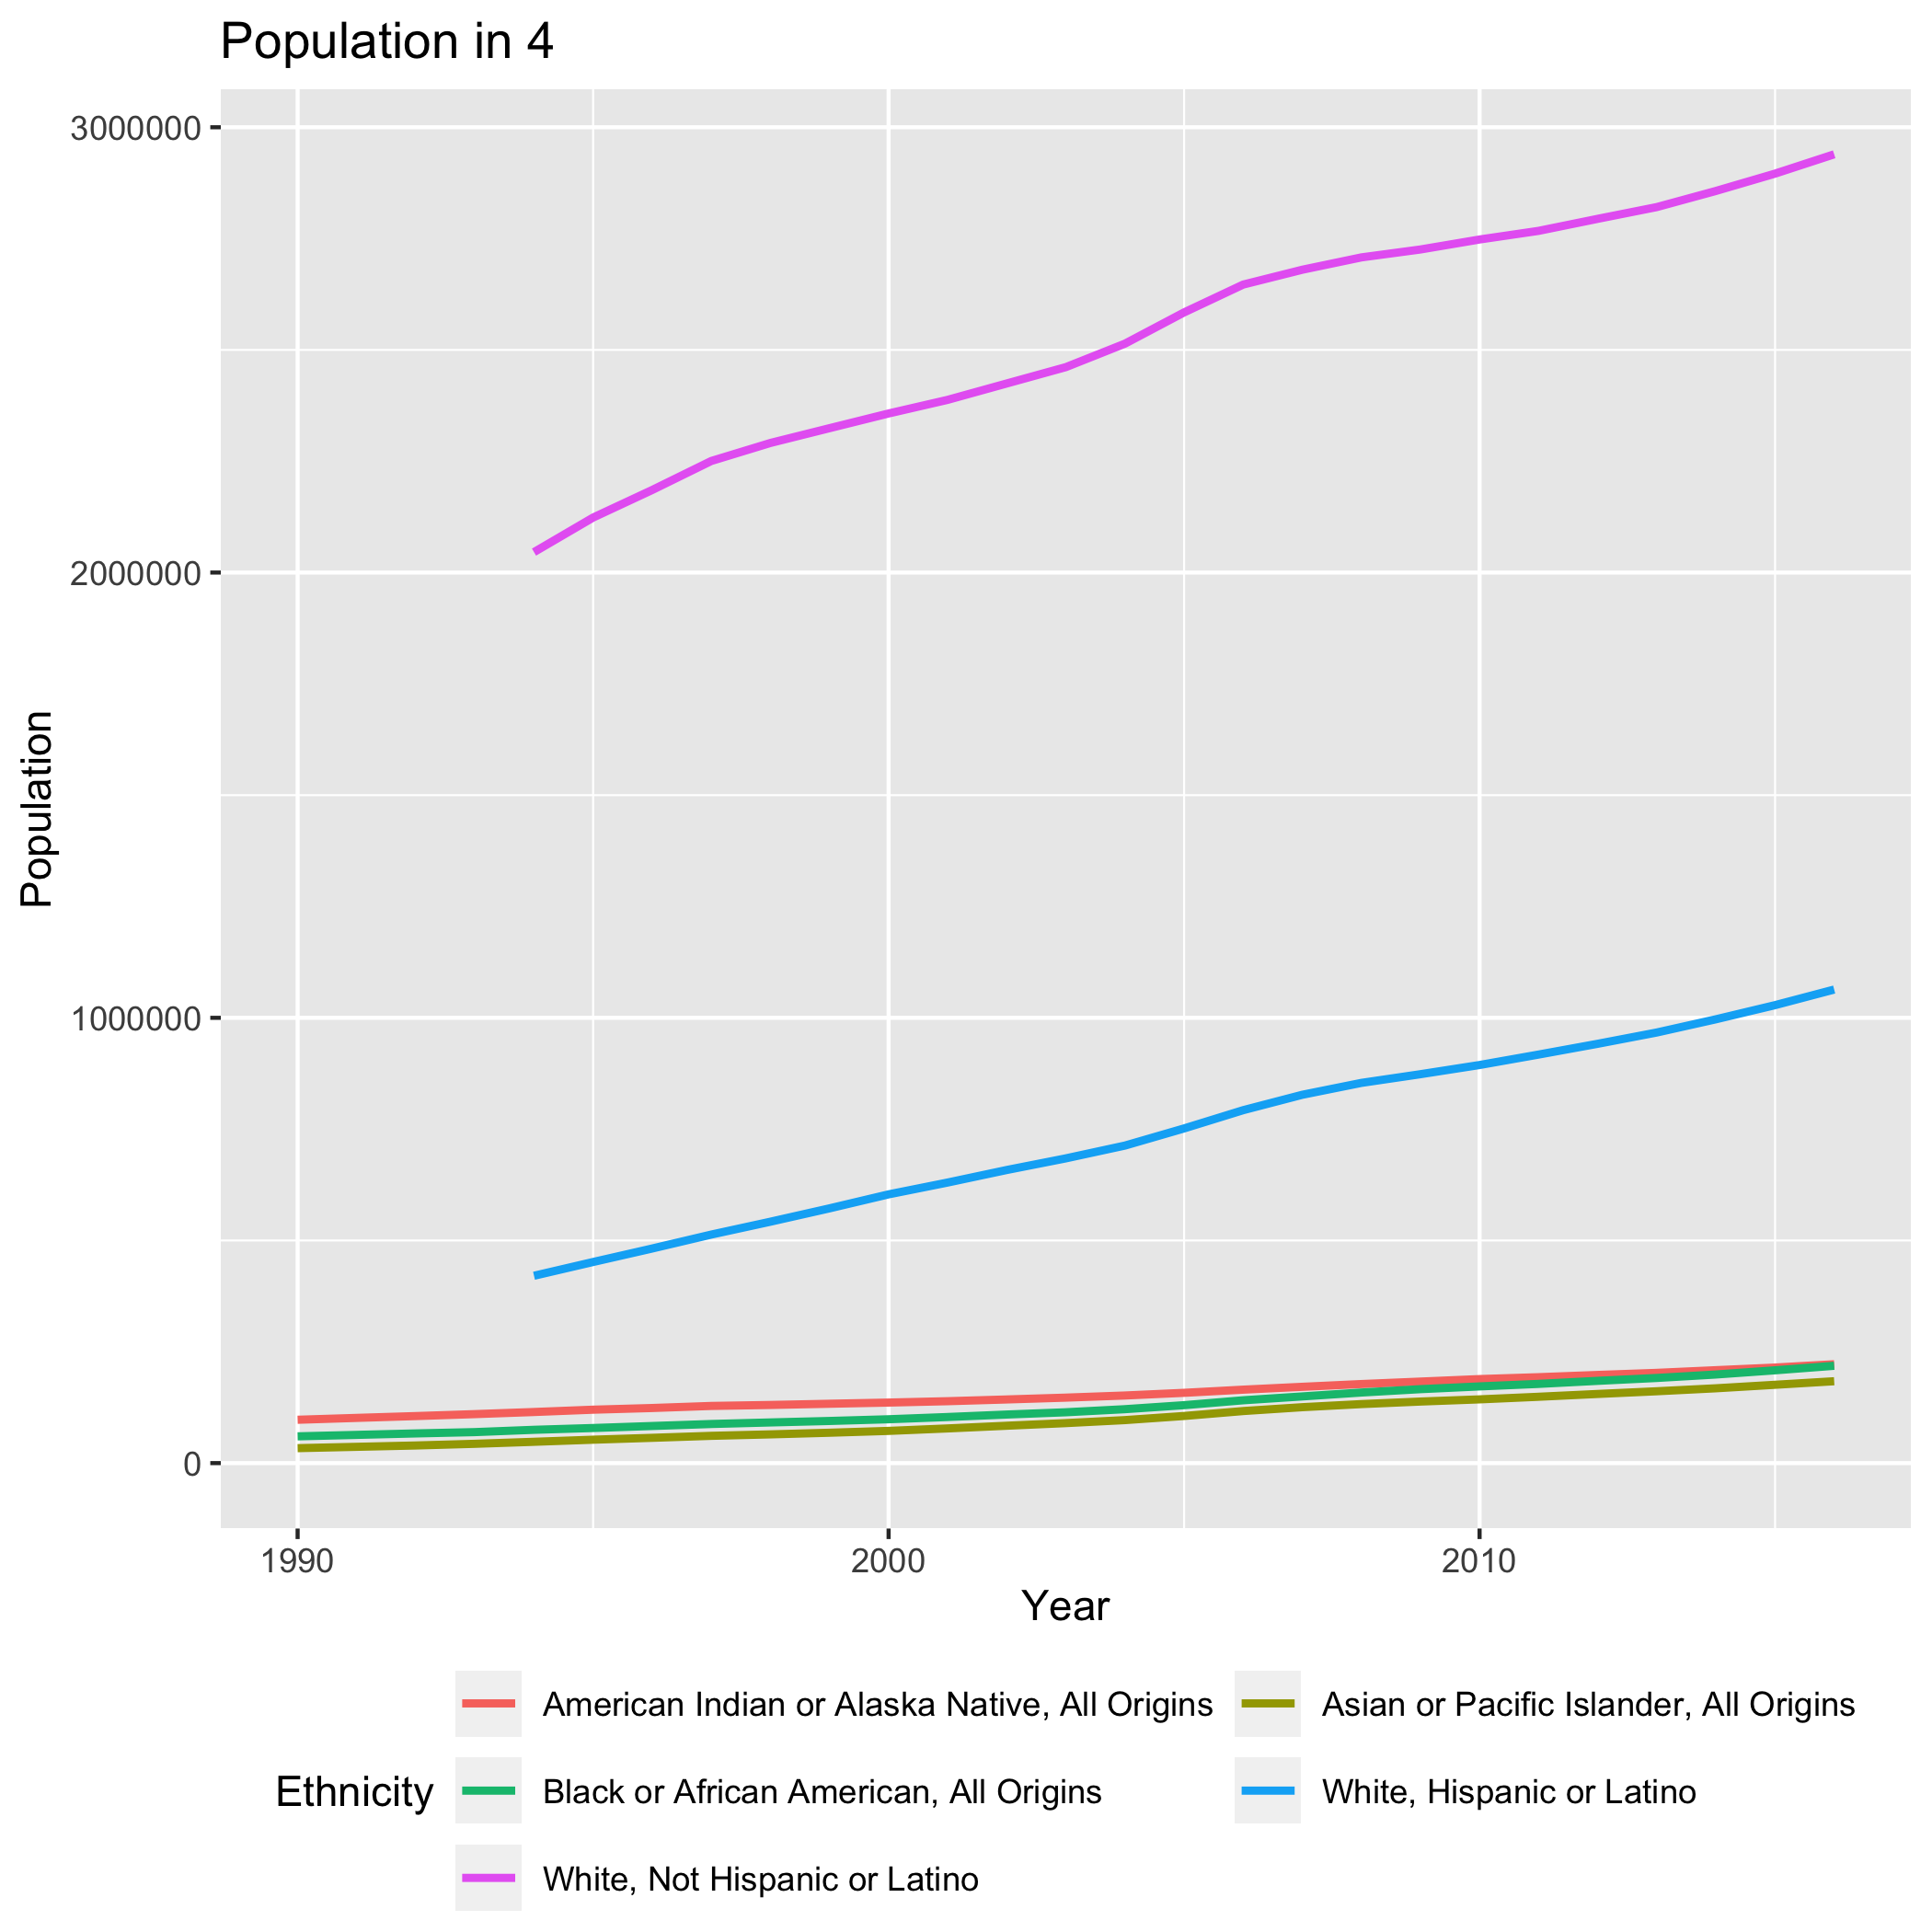 Population in 4
3000000
2000000
1000000
0
Population
1990
2000
2010
Year
Ethnicity
American Indian or Alaska Native, All Origins
Asian or Pacific Islander, All Origins
Black or African American, All Origins
White, Hispanic or Latino
White, Not Hispanic or Latino